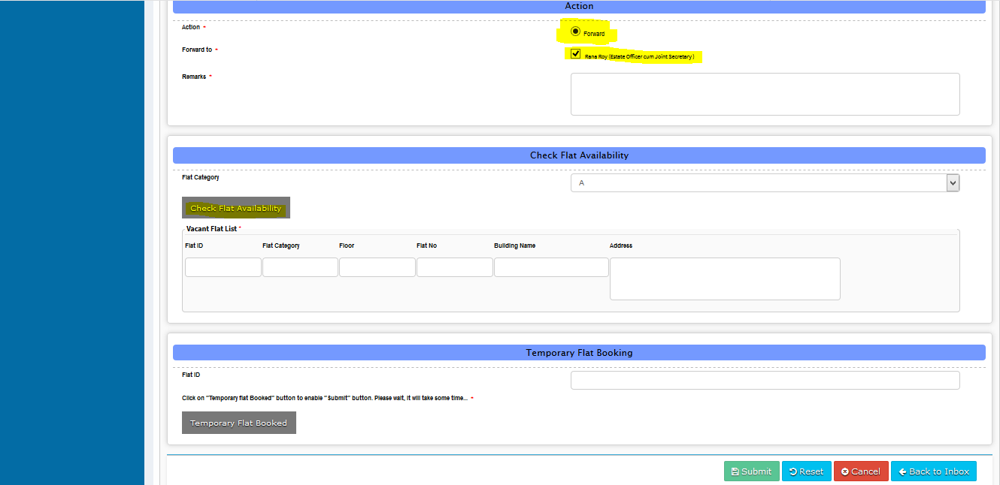 Action
Action *
Forward
Forward to *
Rana Roy (Estate Officer cum Joint Secretary)
Remarks *
Check Flat Availability
Flat Category
A
Check Flat Availability
Vacant Flat List *
Flat ID Flat Category Floor Flat No Building Name Address
Temporary Flat Booking
Flat ID
Click on "Temporary flat Booked" button to enable "Submit" button. Please wait, it will take some time... *
Temporary Flat Booked
Submit Reset Cancel Back to Inbox